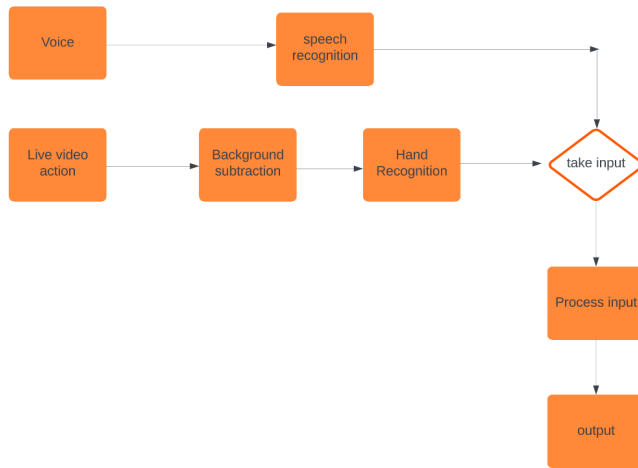 Voice
speech
recognition
Live video
action
Background
subtraction
Hand
Recognition
take input
Process input
output